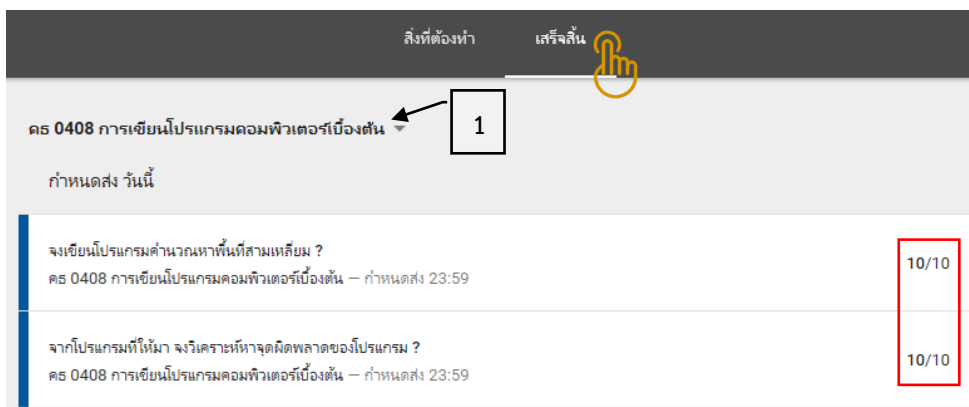 สิ่งที่ต้องทำ เสร็จสิ้น
1
คธ 0408 การเขียนโปรแกรมคอมพิวเตอร์เบื้องต้น
กำหนดส่ง วันนี้
จงเขียนโปรแกรมคำนวณหาพื้นที่สามเหลี่ยม ?
10/10
คธ 0408 การเขียนโปรแกรมคอมพิวเตอร์เบื้องต้น — กำหนดส่ง 23:59
จากโปรแกรมที่ให้มา จงวิเคราะห์หาจุดผิดพลาดของโปรแกรม ?
10/10
คธ 0408 การเขียนโปรแกรมคอมพิวเตอร์เบื้องต้น — กำหนดส่ง 23:59